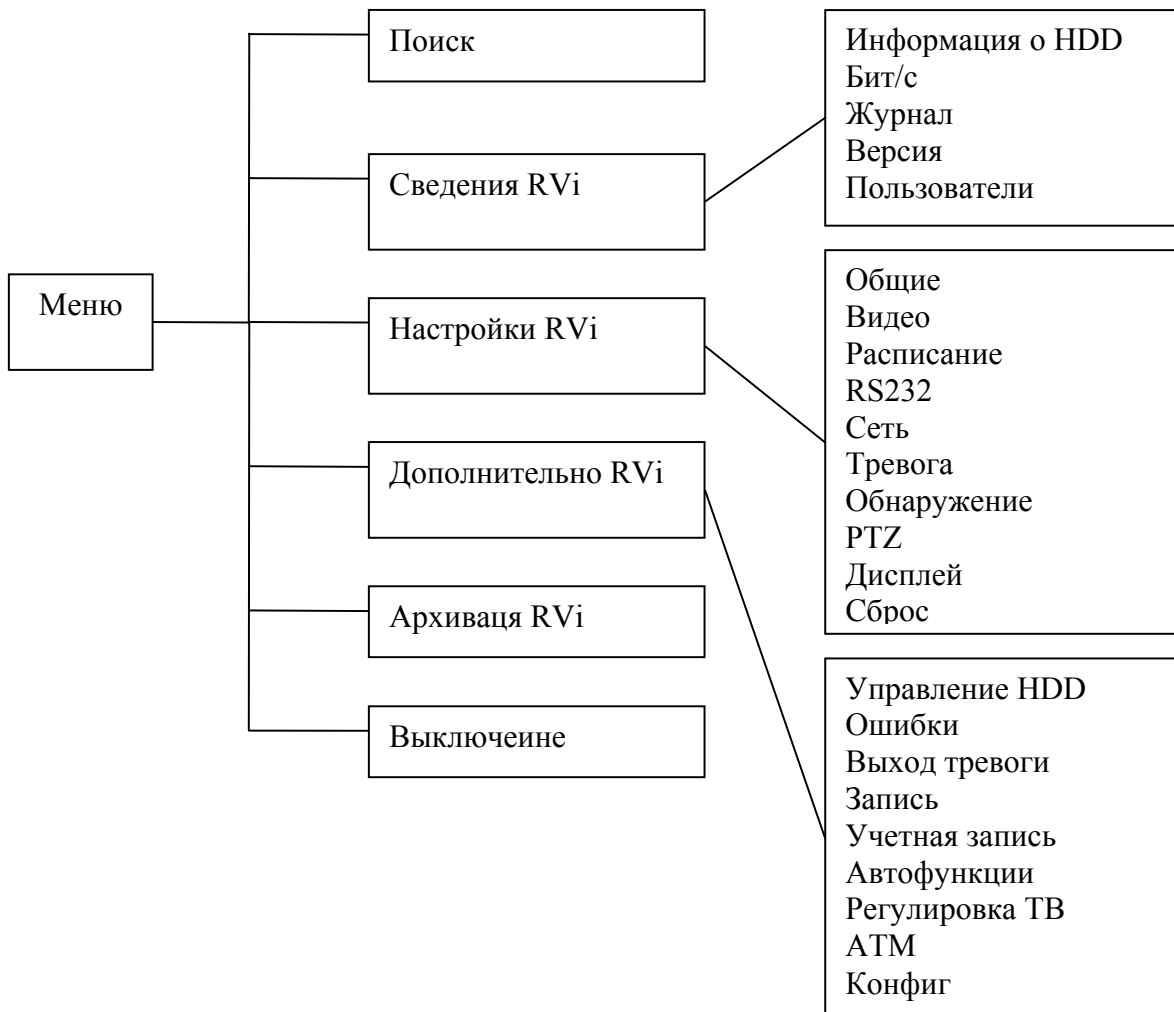 Меню
Поиск
Сведения RVi
Настройки RVi
Дополнительно RVi
Архиваця RVi
Выключеине
Информация о HDD
Бит/с
Журнал
Версия
Пользователи
Общие
Видео
Расписание
RS232
Сеть
Тревога
Обнаружение
PTZ
Дисплей
Сброс
Управление HDD
Ошибки
Выход тревоги
Запись
Учетная запись
Автофункции
Регулировка ТВ
АТМ
Конфиг